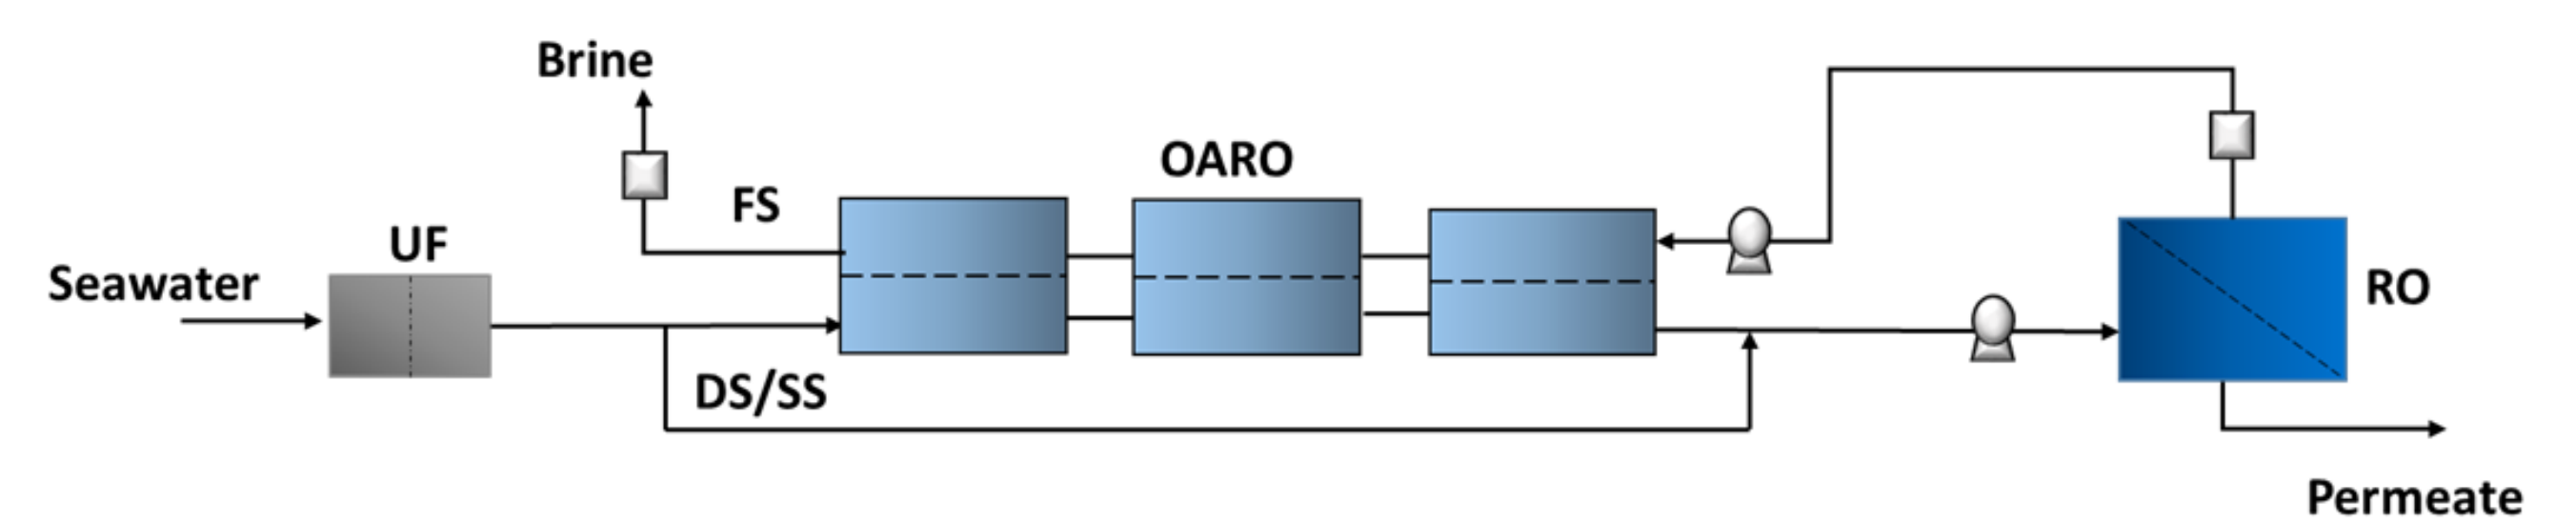 Brine
OARO
FS
UF
Seawater
RO
DS/SS
Permeate